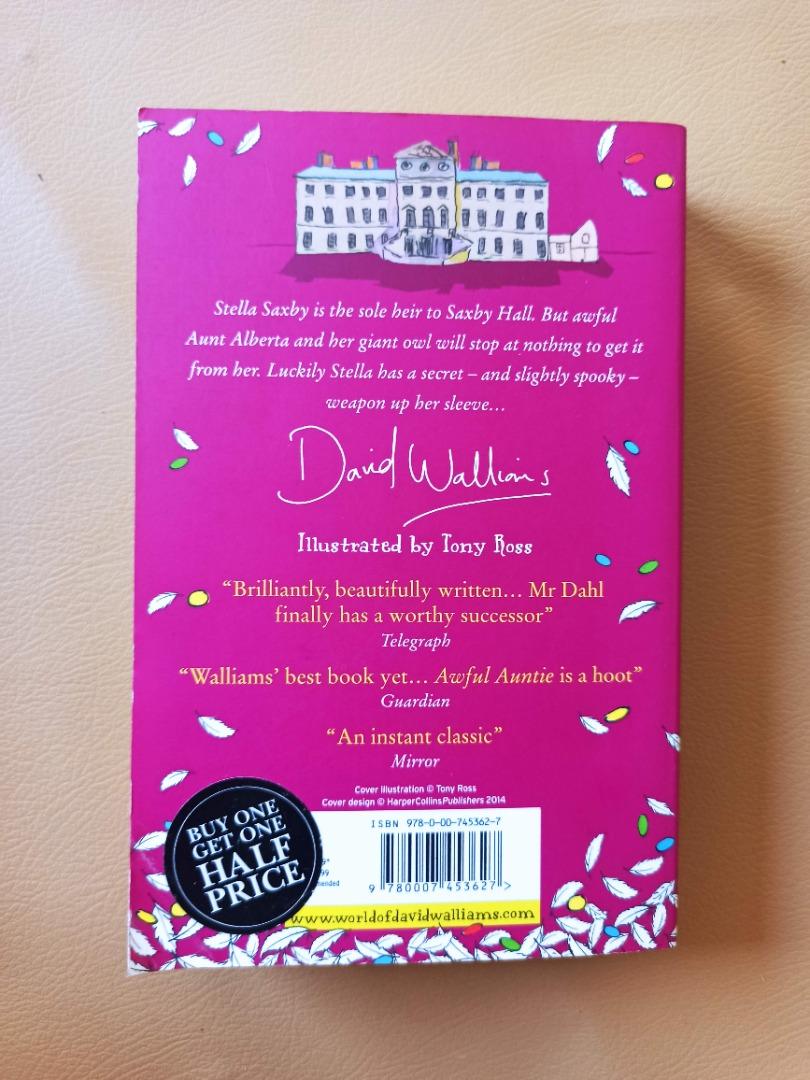 Stella Saxby is the sole heir to Saxby Hall. But awful
Aunt Alberta and her giant owl will stop at nothing to get it
from her. Luckily Stella has a secret – and slightly spooky –
weapon up her sleeve...
David Walliams
Illustrated by Tony Ross
“Brilliantly, beautifully written... Mr Dahl
finally has a worthy successor”
Telegraph
“Walliams’ best book yet... Awful Auntie is a hoot”
Guardian
“An instant classic”
Mirror
Cover illustration © Tony Ross
Cover design © HarperCollinsPublishers 2014
ISBN 978-0-00-745362-7
9 780007 453627 >
BUY ONE
GET ONE
HALF
PRICE
www.worldofdavidwalliams.com